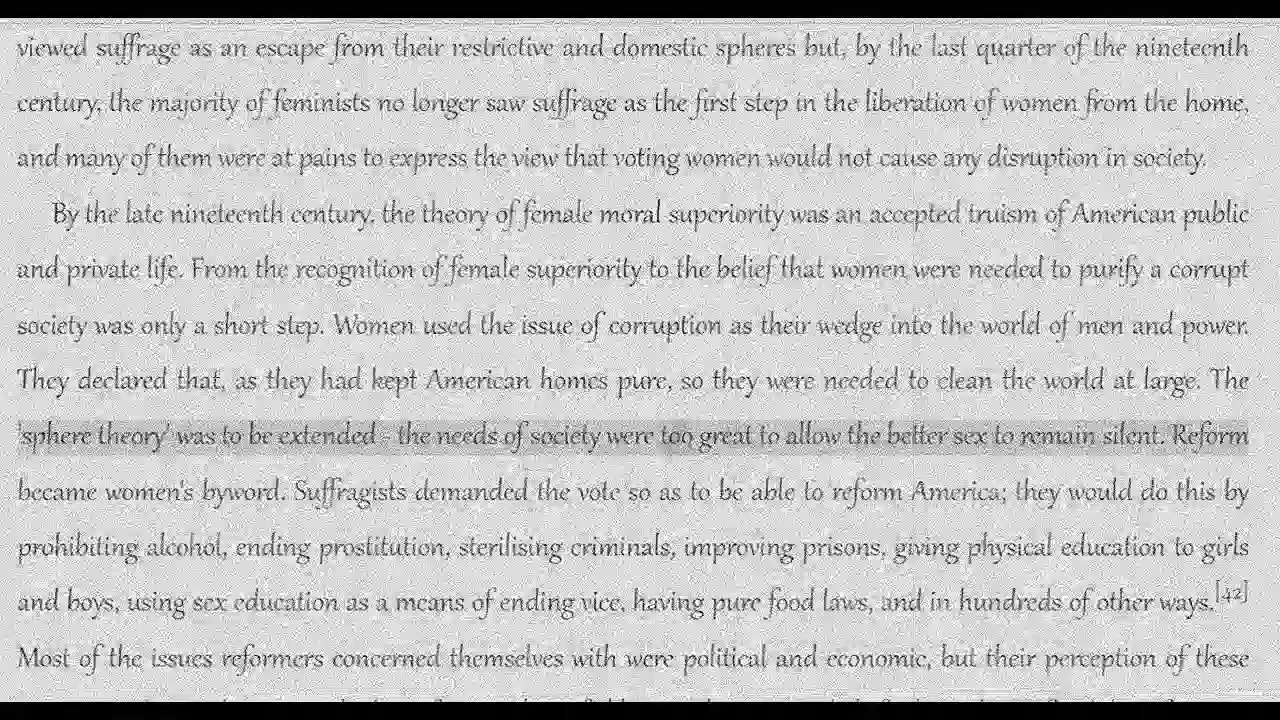 viewed suffrage as an escape from their restrictive and domestic spheres but, by the last quarter of the nineteenth
century, the majority of feminists no longer saw suffrage as the first step in the liberation of women from the home,
and many of them were at pains to express the view that voting women would not cause any disruption in society.
By the late nineteenth century, the theory of female moral superiority was an accepted truism of American public
and private life. From the recognition of female superiority to the belief that women were needed to purify a corrupt
society was only a short step. Women used the issue of corruption as their wedge into the world of men and power.
They declared that, as they had kept American homes pure, so they were needed to clean the world at large. The
'sphere theory' was to be extended - the needs of society were too great to allow the better sex to remain silent. Reform
became women's byword. Suffragists demanded the vote so as to be able to reform America; they would do this by
prohibiting alcohol, ending prostitution, sterilising criminals, improving prisons, giving physical education to girls
and boys, using sex education as a means of ending vice, having pure food laws, and in hundreds of other ways.[42]
Most of the issues reformers concerned themselves with were political and economic, but their perception of these